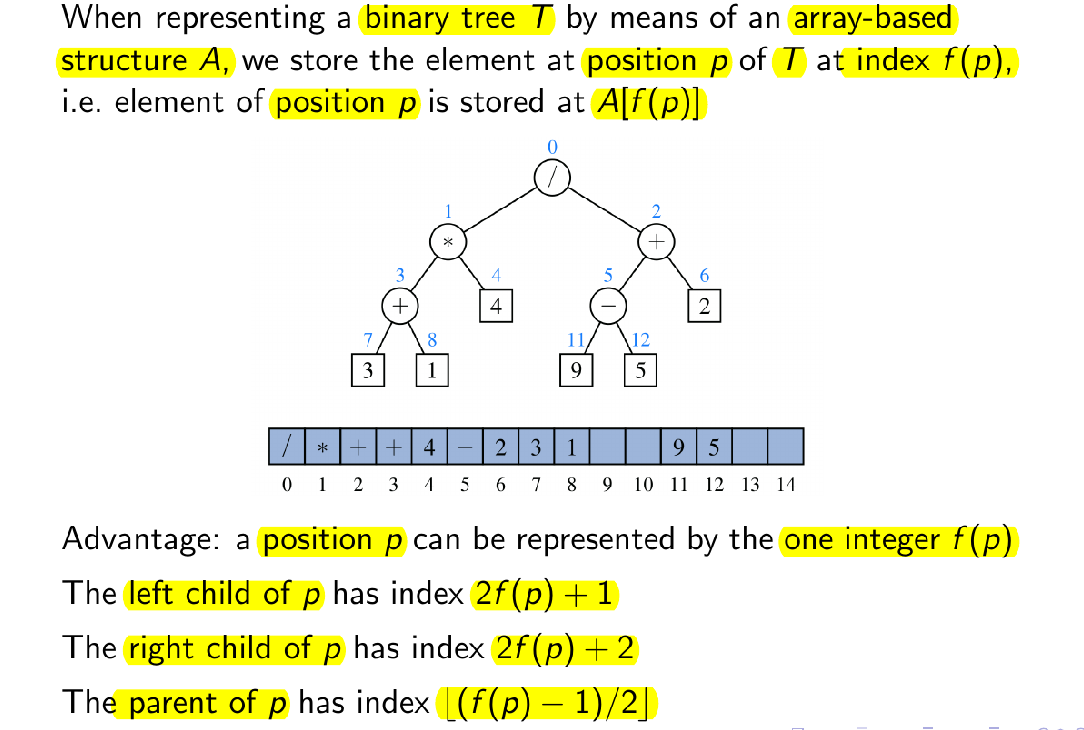 When representing a binary tree T by means of an array-based
structure A, we store the element at position p of T at index f(p),
i.e. element of position p is stored at A[f(p)]
0
/
1 2
* +
3 4 5 6
+ 4 − 2
7 8 11 12
3 1 9 5
/ * + + 4 − 2 3 1 9 5
0 1 2 3 4 5 6 7 8 9 10 11 12 13 14
Advantage: a position p can be represented by the one integer f(p)
The left child of p has index 2f(p) + 1
The right child of p has index 2f(p) + 2
The parent of p has index ⌊(f(p) − 1)/2⌋